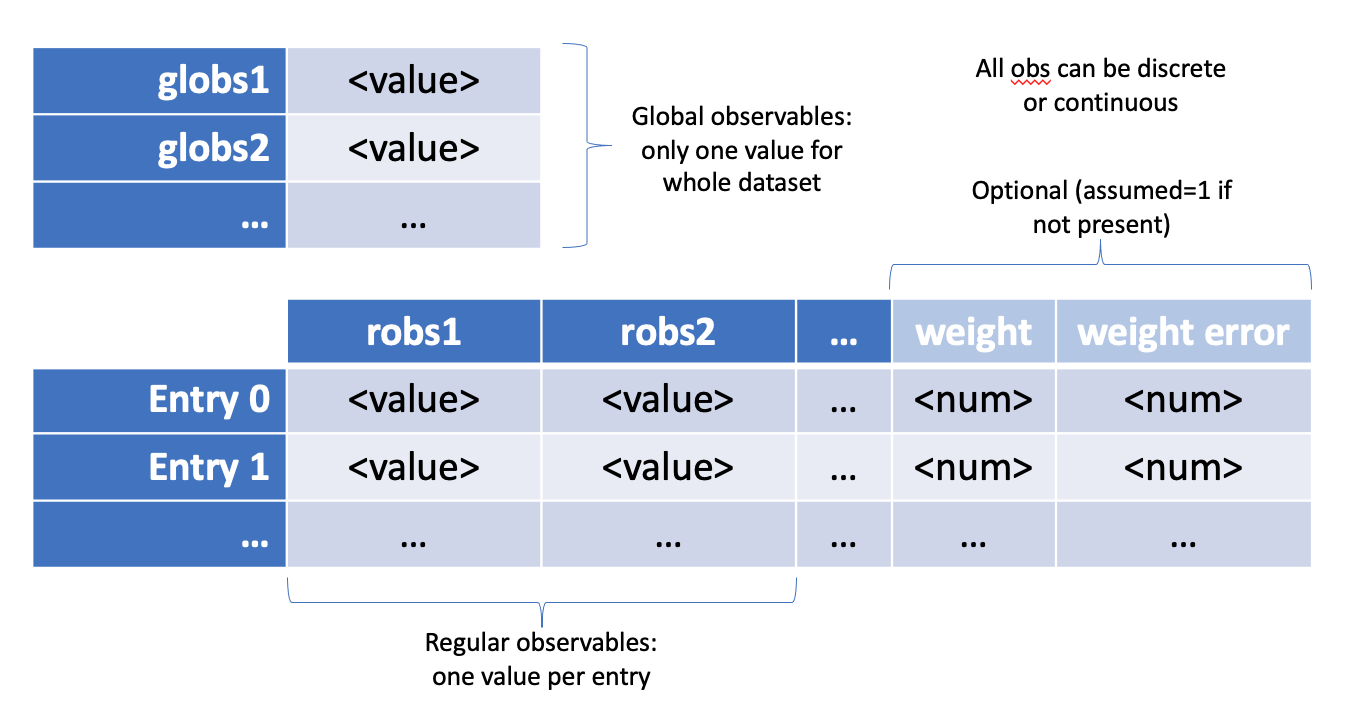 globs1 <value>
globs2 <value>
... ...
Global observables:
only one value for
whole dataset
All obs can be discrete
or continuous
Optional (assumed=1 if
not present)
robs1 robs2 ... weight weight error
Entry 0 <value> <value> ... <num> <num>
Entry 1 <value> <value> ... <num> <num>
... ... ... ... ... ...
Regular observables:
one value per entry